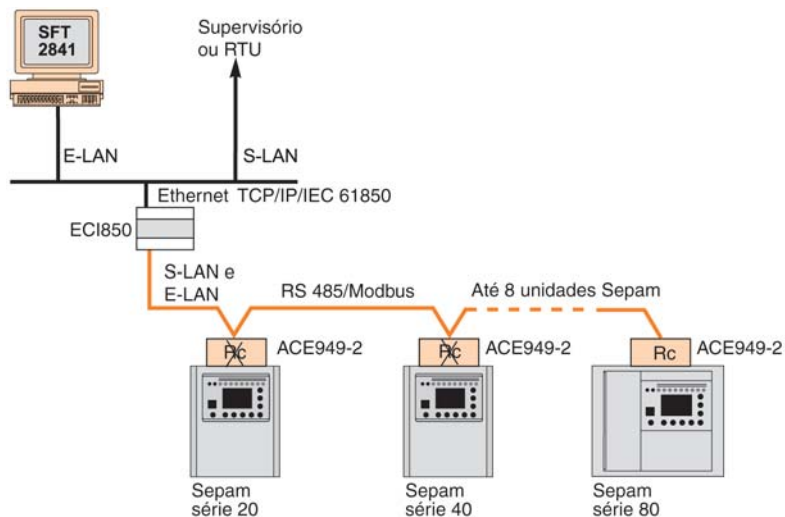 SFT
2841
Supervisório
ou RTU
E-LAN
S-LAN
Ethernet TCP/IP/IEC 61850
ECI850
S-LAN e
E-LAN
RS 485/Modbus
Até 8 unidades Sepam
Rc
ACE949-2
Rc
ACE949-2
Rc
ACE949-2
Sepam
série 20
Sepam
série 40
Sepam
série 80